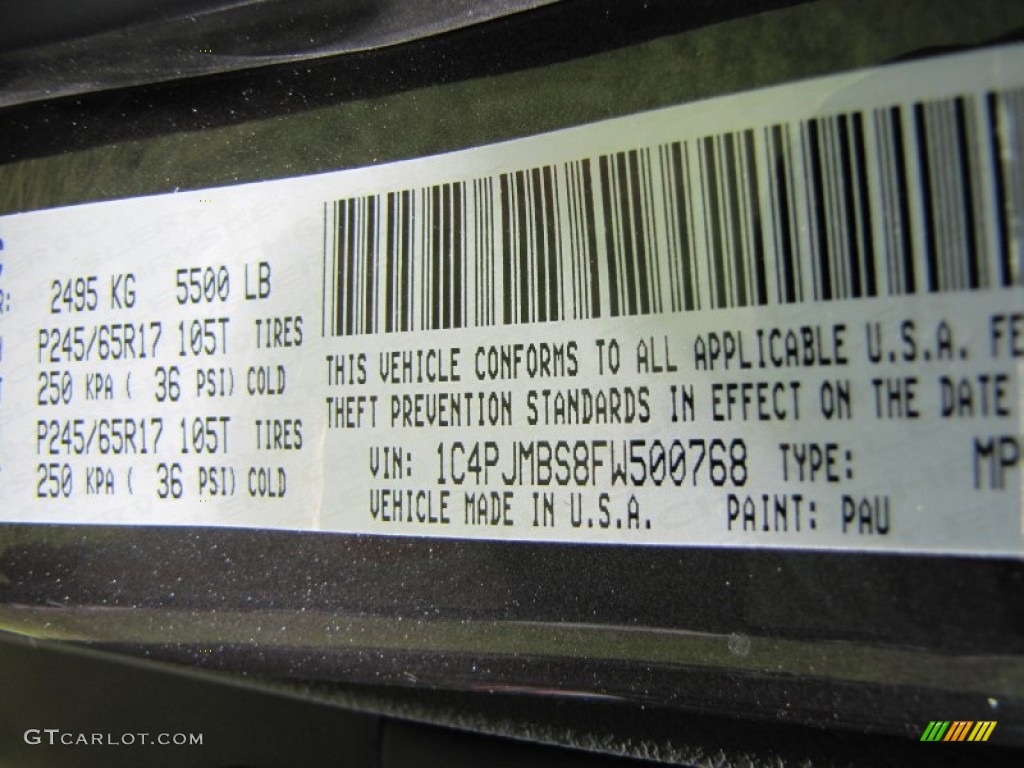 2495 KG 5500 LB
P245/65R17 105T TIRES
250 KPA ( 36 PSI) COLD
P245/65R17 105T TIRES
250 KPA ( 36 PSI) COLD
THIS VEHICLE CONFORMS TO ALL APPLICABLE U.S.A. FE
THEFT PREVENTION STANDARDS IN EFFECT ON THE DATE
VIN: 1C4PJMBS8FW500768 TYPE: MP
VEHICLE MADE IN U.S.A. PAINT: PAU
GTCARLOT.COM